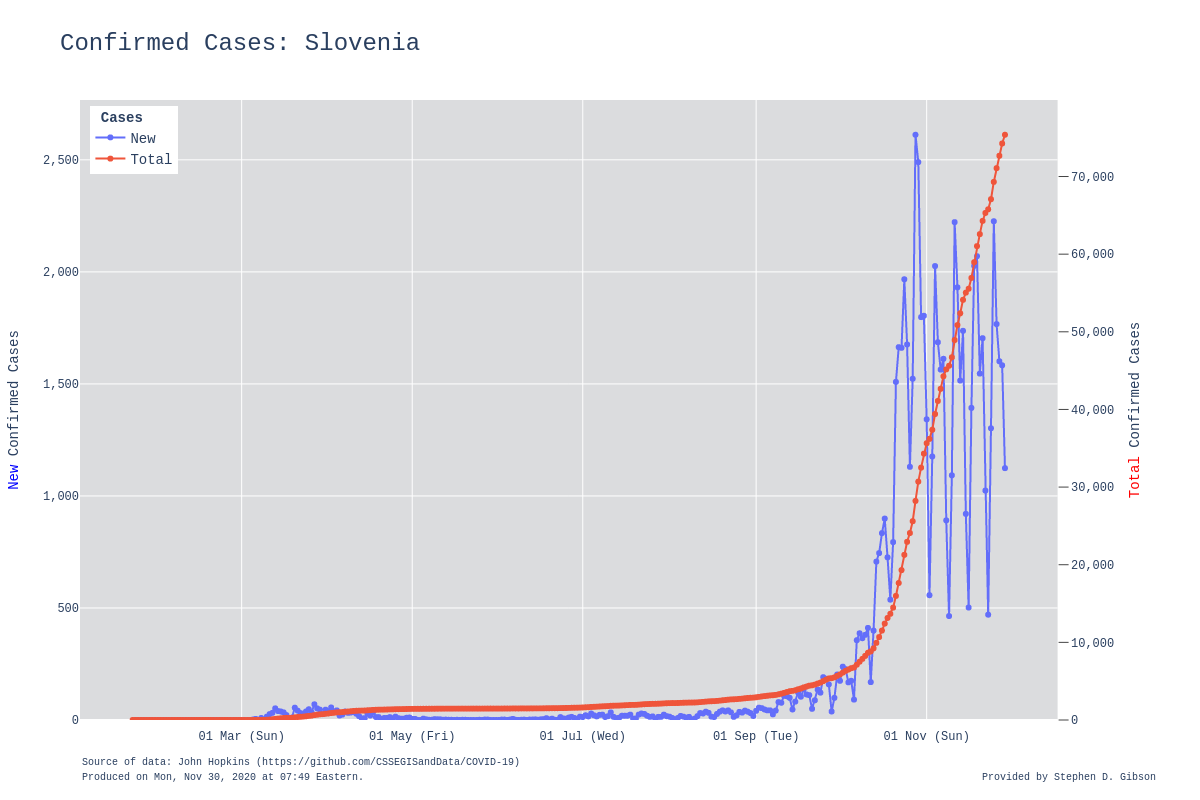 Confirmed Cases: Slovenia
Cases
New
Total
2,500
2,000
1,500
1,000
500
0
70,000
60,000
50,000
40,000
30,000
20,000
10,000
0
New Confirmed Cases
Total Confirmed Cases
01 Mar (Sun)
01 May (Fri)
01 Jul (Wed)
01 Sep (Tue)
01 Nov (Sun)
Source of data: John Hopkins (https://github.com/CSSEGISandData/COVID-19)
Produced on Mon, Nov 30, 2020 at 07:49 Eastern.
Provided by Stephen D. Gibson